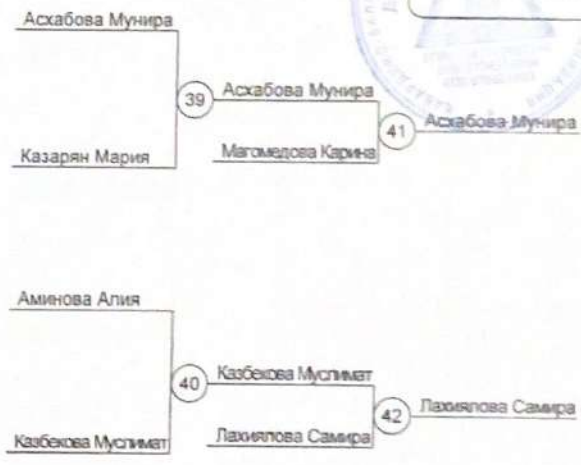 Асхабова Мунира
39
Асхабова Мунира
41
Асхабова Мунира
Казарян Мария
Магомедова Карина
Аминова Алия
40
Казбекова Муслимат
42
Лахиялова Самира
Казбекова Муслимат
Лахиялова Самира